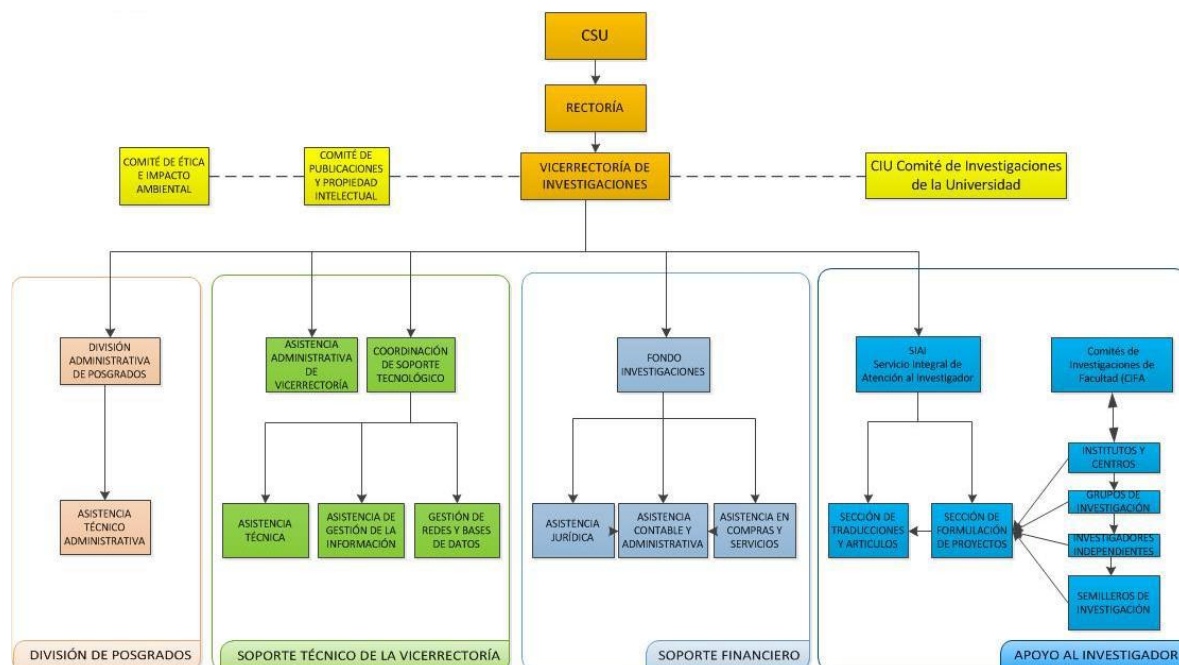 CSU
RECTORÍA
COMITÉ DE ÉTICA
E IMPACTO
AMBIENTAL
COMITÉ DE
PUBLICACIONES
Y PROPIEDAD
INTELECTUAL
VICERRECTORÍA DE
INVESTIGACIONES
CIU Comité de Investigaciones
de la Universidad
DIVISIÓN
ADMINISTRATIVA
DE POSGRADOS
ASISTENCIA
ADMINISTRATIVA
DE
VICERRECTORÍA
COORDINACIÓN
DE SOPORTE
TECNOLÓGICO
FONDO
INVESTIGACIONES
SIAI
Servicio Integral de
Atención al Investigador
Comités de
Investigaciones de
Facultad (CIFA
ASISTENCIA
TÉCNICO
ADMINISTRATIVA
ASISTENCIA
TÉCNICA
ASISTENCIA DE
GESTIÓN DE LA
INFORMACIÓN
GESTIÓN DE
REDES Y BASES
DE DATOS
ASISTENCIA
JURÍDICA
ASISTENCIA
CONTABLE Y
ADMINISTRATIVA
ASISTENCIA EN
COMPRAS Y
SERVICIOS
SECCIÓN DE
TRADUCCIONES
Y ARTICULOS
SECCIÓN DE
FORMULACIÓN
DE PROYECTOS
INSTITUTOS Y
CENTROS
GRUPOS DE
INVESTIGACIÓN
INVESTIGADORES
INDEPENDIENTES
SEMILLEROS DE
INVESTIGACIÓN
DIVISIÓN DE POSGRADOS
SOPORTE TÉCNICO DE LA VICERRECTORÍA
SOPORTE FINANCIERO
APOYO AL INVESTIGADOR